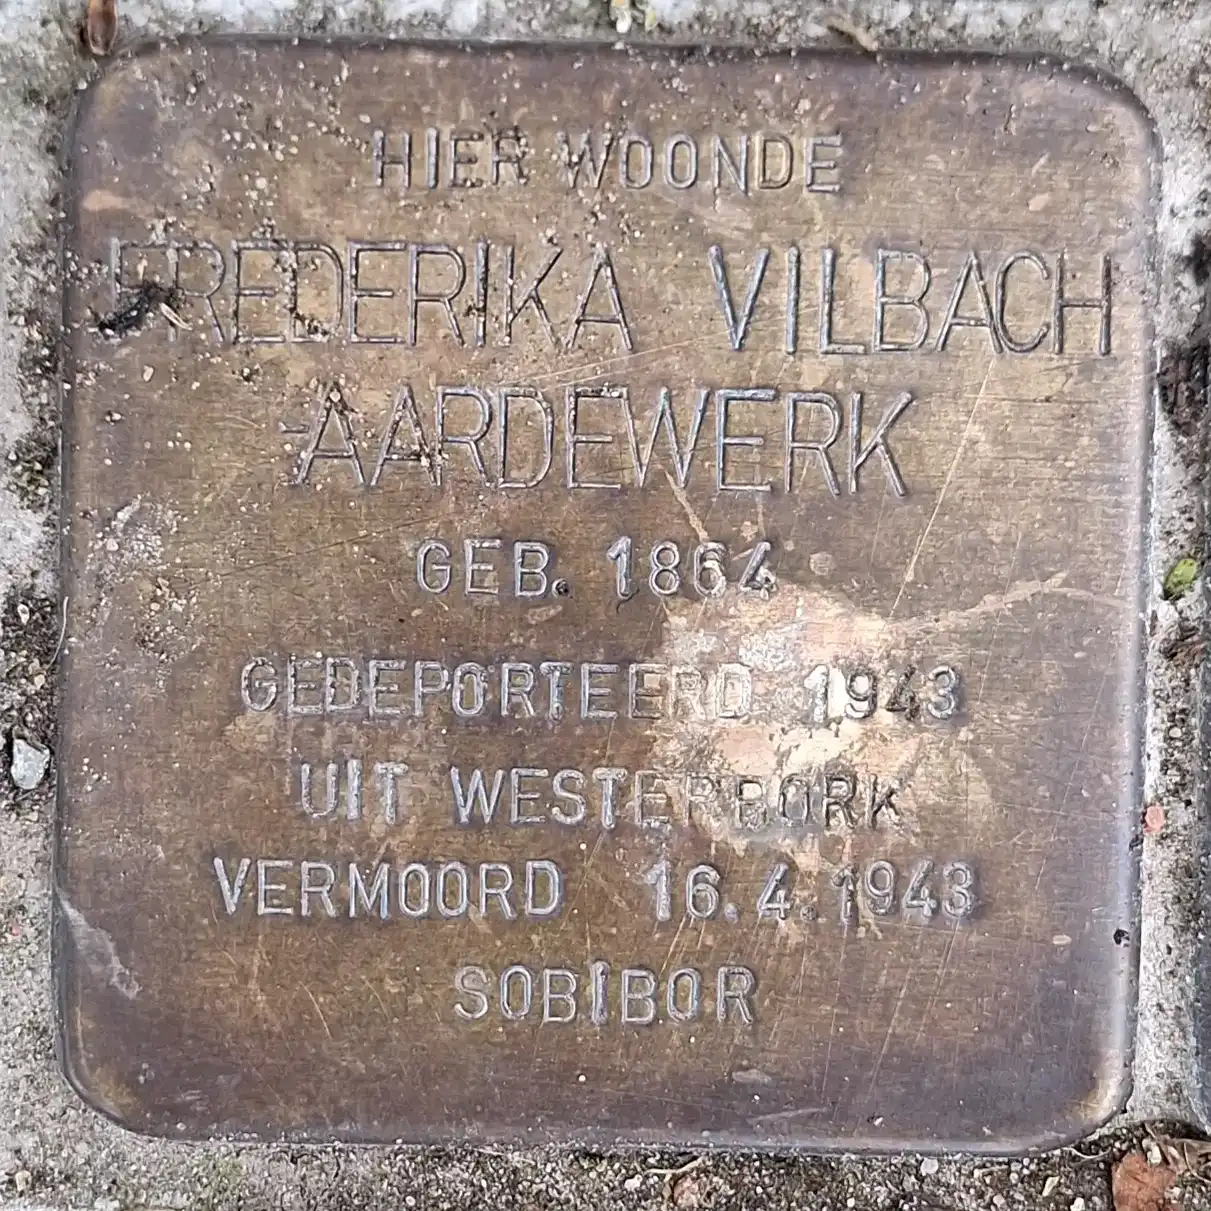 HIER WOONDE
FREDERIKA VILBACH
-AARDEWERK
GEB. 1864
GEDEPORTEERD 1943
UIT WESTERBORK
VERMOORD 16.4.1943
SOBIBOR